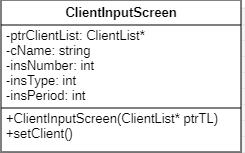 ClientInputScreen
-ptrClientList: ClientList*
-cName: string
-insNumber: int
-insType: int
-insPeriod: int
+ClientInputScreen(ClientList* ptrTL)
+setClient()